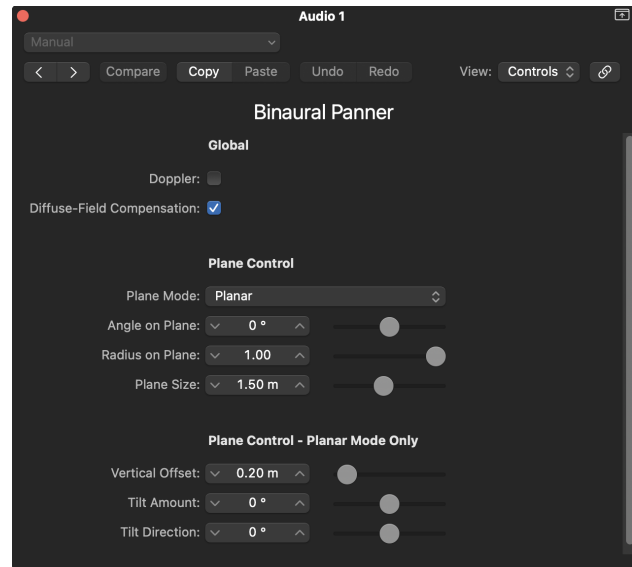 Audio 1
Manual
Compare Copy Paste Undo Redo View: Controls
Binaural Panner
Global
Doppler:
Diffuse-Field Compensation:
Plane Control
Plane Mode: Planar
Angle on Plane: 0 °
Radius on Plane: 1.00
Plane Size: 1.50 m
Plane Control - Planar Mode Only
Vertical Offset: 0.20 m
Tilt Amount: 0 °
Tilt Direction: 0 °